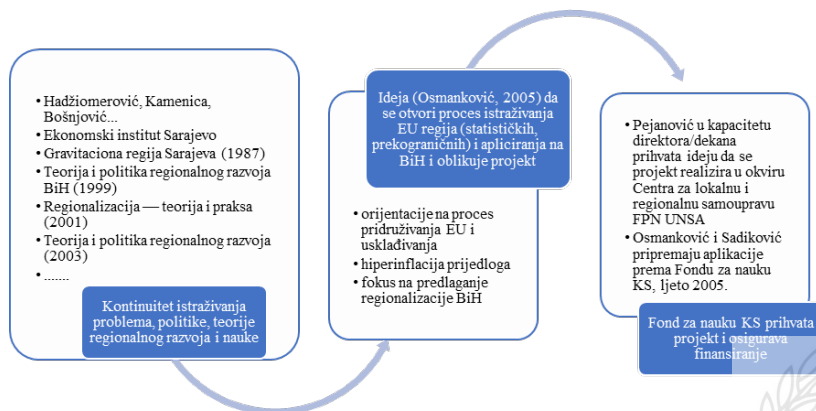 • Hadžiomerović, Kamenica,
Bošnjović...
• Ekonomski institut Sarajevo
• Gravitaciona regija Sarajeva (1987)
• Teorija i politika regionalnog razvoja
BiH (1999)
• Regionalizacija — teorija i praksa
(2001)
• Teorija i politika regionalnog razvoja
(2003)
• .......
Kontinuitet istraživanja
problema, politike, teorije
regionalnog razvoja i nauke
Ideja (Osmanković, 2005) da
se otvori proces istraživanja
EU regija (statističkih,
prekograničnih) i apliciranja na
BiH i oblikuje projekt
• orijentacije na proces
pridruživanja EU i
usklađivanja
• hiperinflacija prijedloga
• fokus na predlaganje
regionalizacije BiH
• Pejanović u kapacitetu
direktora/dekana
prihvata ideju da se
projekt realizira u okviru
Centra za lokalnu i
regionalnu samoupravu
FPN UNSA
• Osmanković i Sadiković
pripremaju aplikacije
prema Fondu za nauku
KS, ljeto 2005.
Fond za nauku KS prihvata
projekt i osigurava
finansiranje